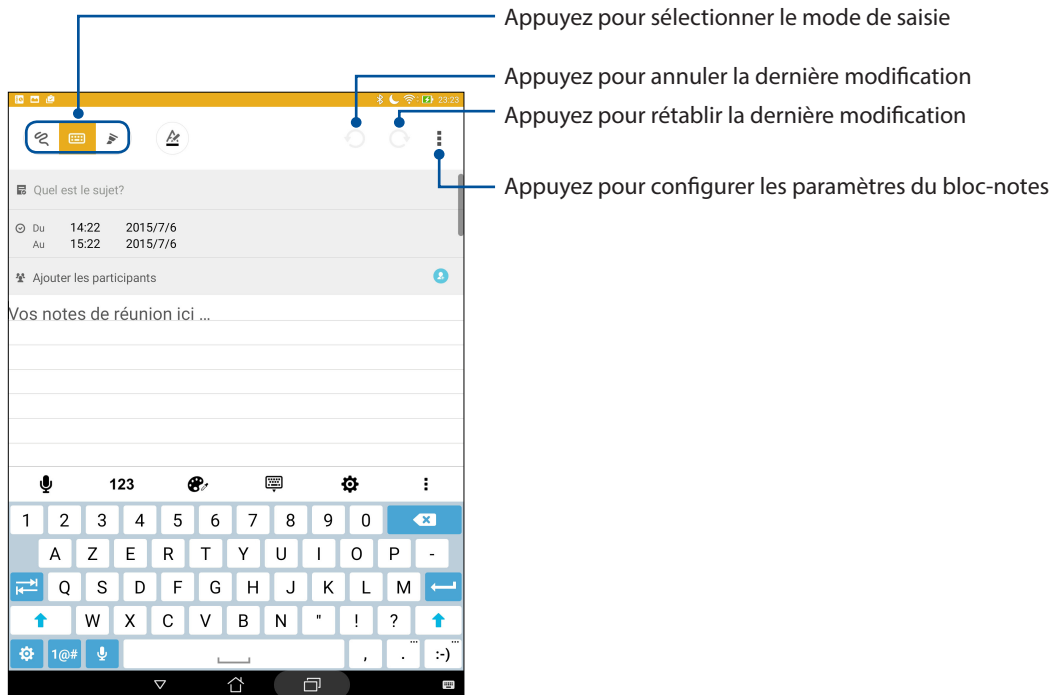 Appuyez pour sélectionner le mode de saisie
Appuyez pour annuler la dernière modification
Appuyez pour rétablir la dernière modification
Appuyez pour configurer les paramètres du bloc-notes
23:23
Quel est le sujet?
Du 14:22 2015/7/6
Au 15:22 2015/7/6
Ajouter les participants
Vos notes de réunion ici ...
123
1 2 3 4 5 6 7 8 9 0
A Z E R T Y U I O P -
Q S D F G H J K L M
W X C V B N " ! ?
1@# , . ... :-) ...